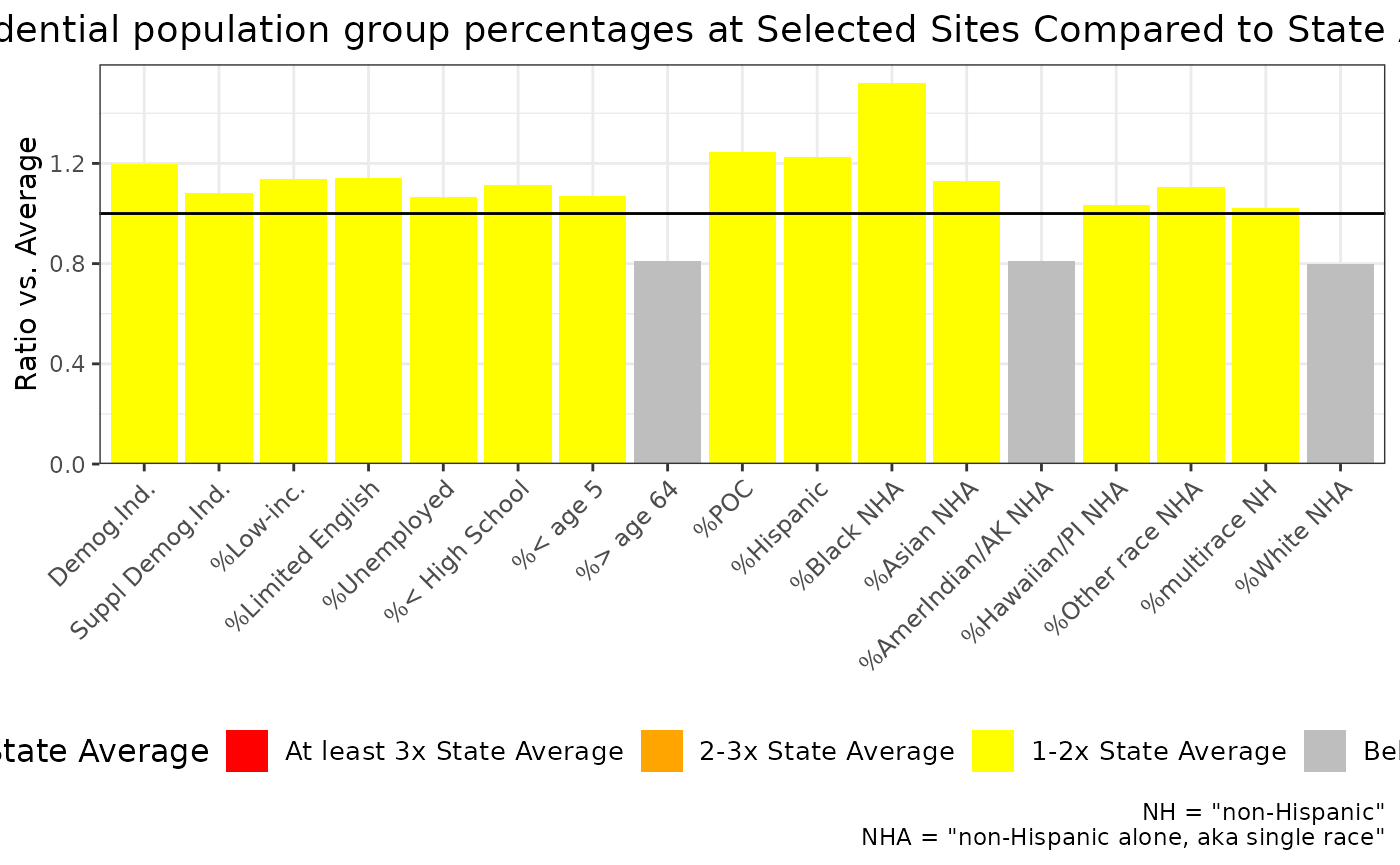 dential population group percentages at Selected Sites Compared to State
Ratio vs. Average
1.2
0.8
0.4
0.0
Demog.Ind.
Suppl Demog.Ind.
%Low-inc.
%Limited English
%Unemployed
%< High School
%< age 5
%> age 64
%POC
%Hispanic
%Black NHA
%Asian NHA
%AmerIndian/AK NHA
%Hawaiian/PI NHA
%Other race NHA
%multirace NH
%White NHA
State Average
At least 3x State Average
2-3x State Average
1-2x State Average
Bel
NH = "non-Hispanic"
NHA = "non-Hispanic alone, aka single race"